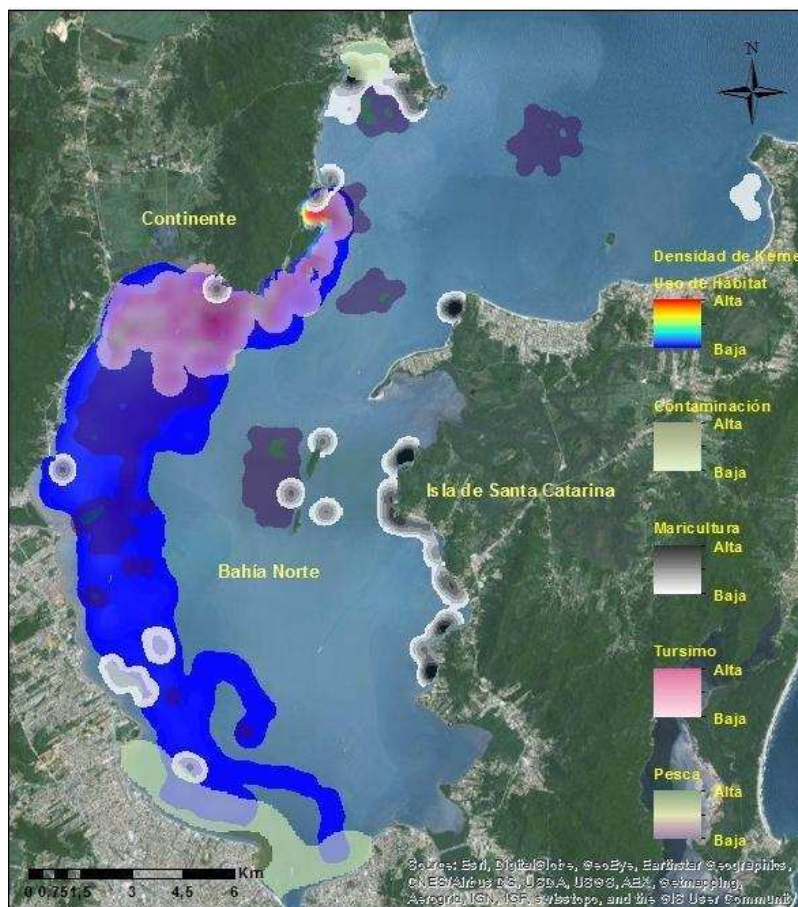 N
Continente
Densidad de Kerne
Uso de Hábitat
Alta
Baja
Contaminación
Alta
Baja
Isla de Santa Catarina
Maricultura
Alta
Baja
Bahía Norte
Tursimo
Alta
Baja
Pesca
Alta
Baja
Km
0 0,751,5 3 4,5 6
Source: Esri, DigitalGlobe, GeoEye, Earthstar Geographics,
CNES/Airbus DS, USDA, USGS, AEX, Getmapping,
Aerogrid, IGN, IGP, swisstopo, and the GIS User Community